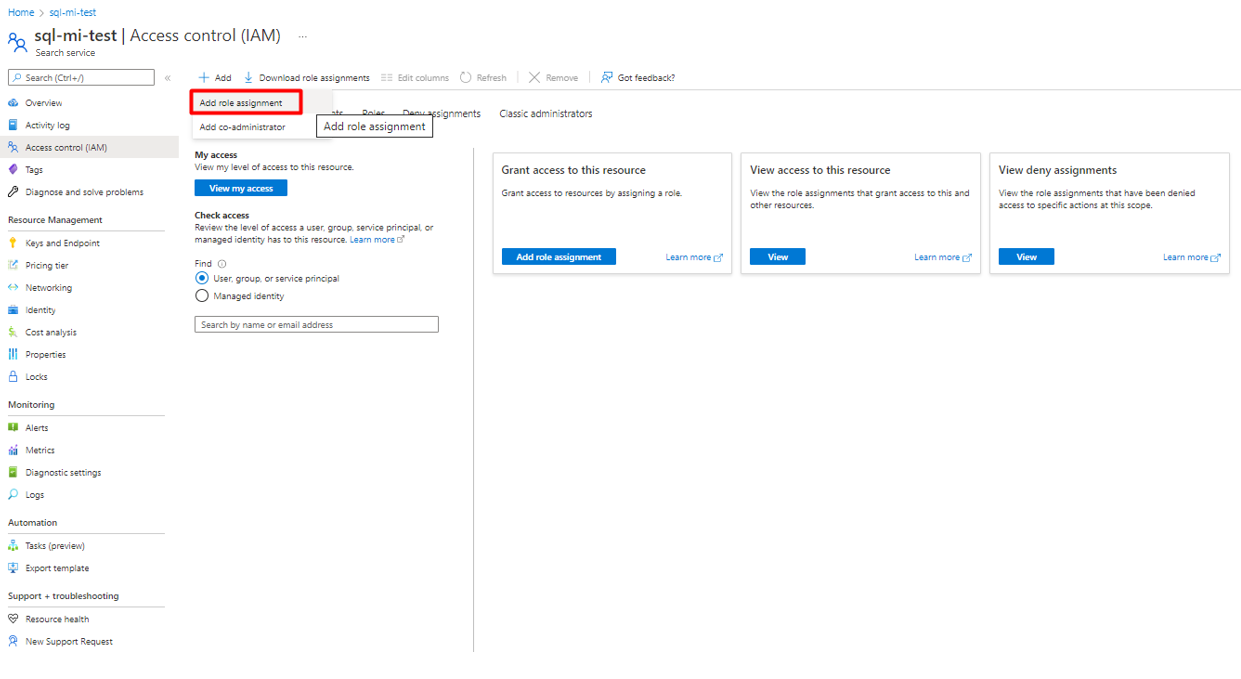 Home > sql-mi-test
sql-mi-test | Access control (IAM) ...
Search service
Search (Ctrl+/) «
Overview
Activity log
Access control (IAM)
Tags
Diagnose and solve problems
Resource Management
Keys and Endpoint
Pricing tier
Networking
Identity
Cost analysis
Properties
Locks
Monitoring
Alerts
Metrics
Diagnostic settings
Logs
Automation
Tasks (preview)
Export template
Support + troubleshooting
Resource health
New Support Request
Add Download role assignments Edit columns Refresh Remove Got feedback?
Add role assignment
Add co-administrator
Add role assignment
Roles Deny assignments Classic administrators
My access
View my level of access to this resource.
View my access
Check access
Review the level of access a user, group, service principal, or
managed identity has to this resource. Learn more
Find
User, group, or service principal
Managed identity
Search by name or email address
Grant access to this resource
Grant access to resources by assigning a role.
Add role assignment Learn more
View access to this resource
View the role assignments that grant access to this and
other resources.
View Learn more
View deny assignments
View the role assignments that have been denied
access to specific actions at this scope.
View Learn more